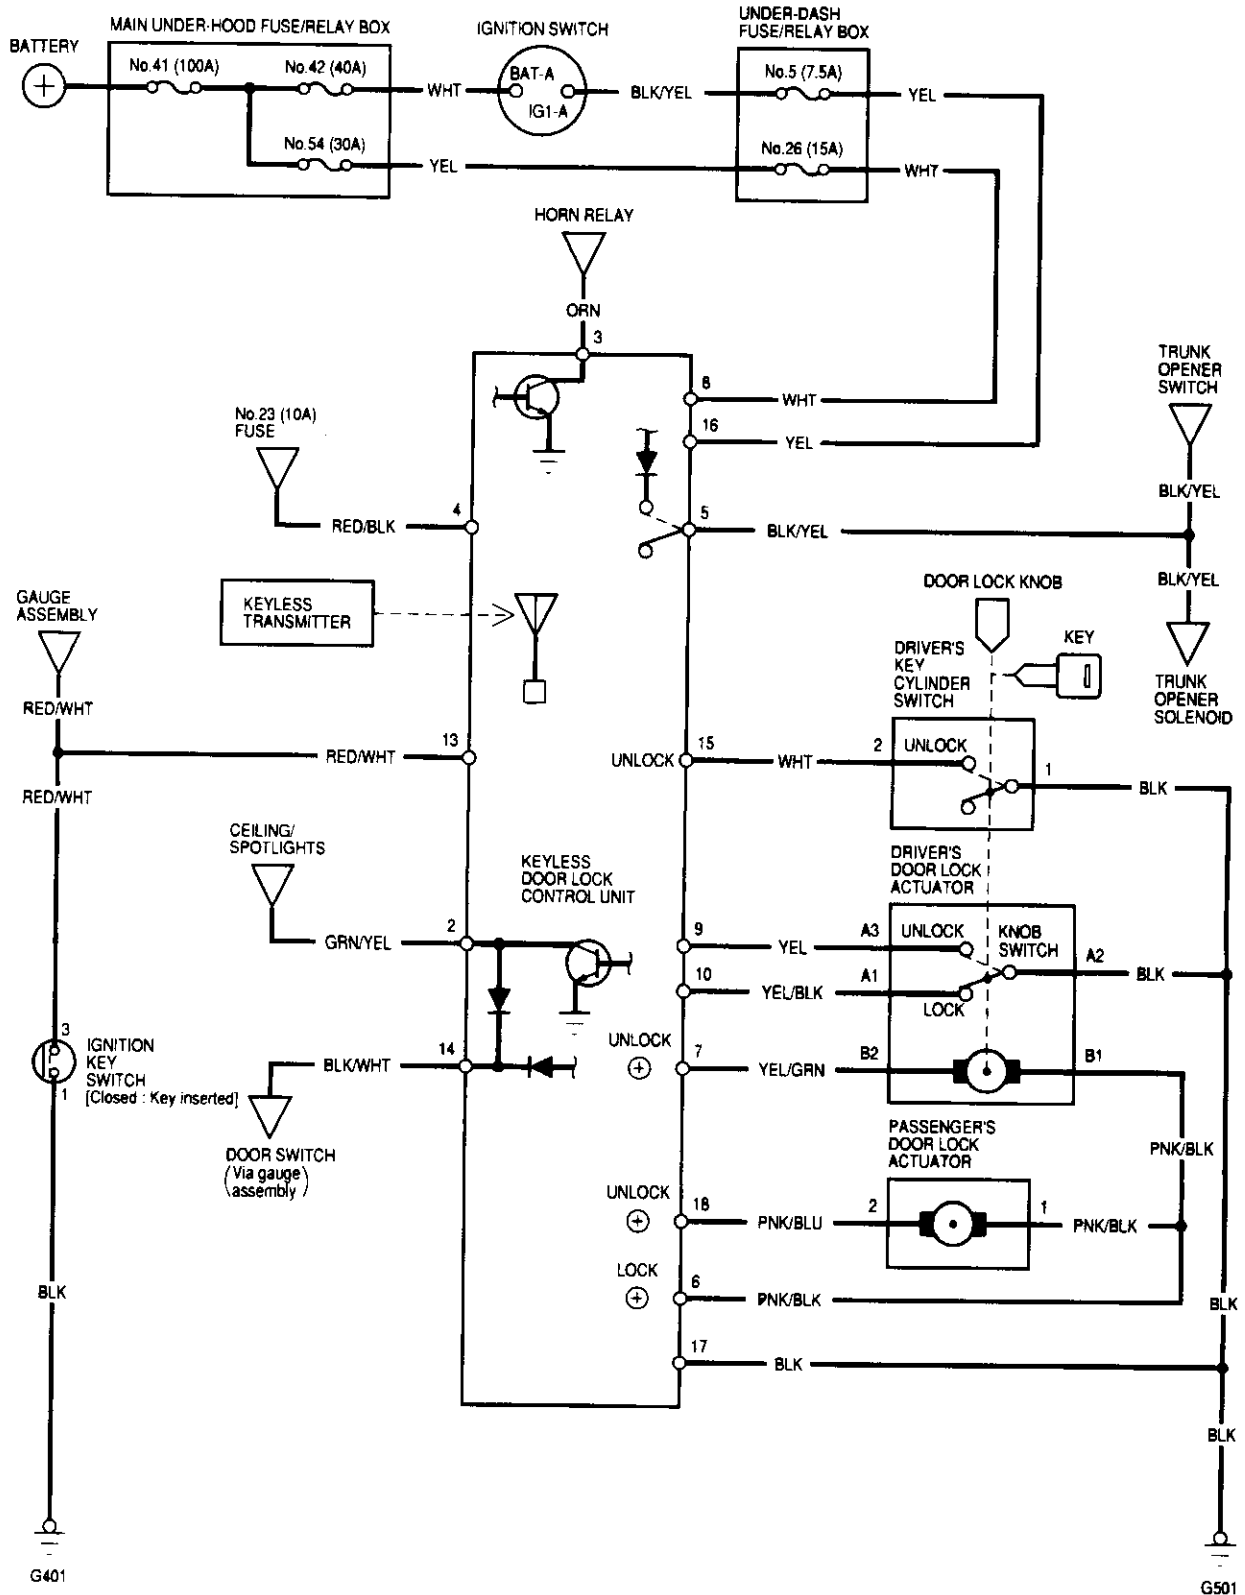 MAIN UNDER-HOOD FUSE/RELAY BOX
IGNITION SWITCH
UNDER-DASH
FUSE/RELAY BOX
BATTERY
No.41 (100A)
No.42 (40A)
BAT-A
No.5 (7.5A)
WHT
BLK/YEL
YEL
IG1-A
No.54 (30A)
No.26 (15A)
YEL
WHT
HORN RELAY
ORN
3
TRUNK
OPENER
SWITCH
8
WHT
No.23 (10A)
FUSE
16
YEL
BLK/YEL
4
RED/BLK
5
BLK/YEL
BLK/YEL
DOOR LOCK KNOB
GAUGE
ASSEMBLY
KEYLESS
TRANSMITTER
DRIVER'S
KEY
CYLINDER
SWITCH
KEY
TRUNK
OPENER
SOLENOID
RED/WHT
13
RED/WHT
UNLOCK
15
WHT
2
UNLOCK
1
BLK
RED/WHT
CEILING/
SPOTLIGHTS
KEYLESS
DOOR LOCK
CONTROL UNIT
DRIVER'S
DOOR LOCK
ACTUATOR
2
GRN/YEL
9
YEL
A3
UNLOCK
KNOB
SWITCH
A2
BLK
10
YEL/BLK
A1
LOCK
3
IGNITION
KEY
SWITCH
[Closed : Key inserted]
1
14
BLK/WHT
UNLOCK
7
YEL/GRN
B2
B1
DOOR SWITCH
(Via gauge
assembly)
PASSENGER'S
DOOR LOCK
ACTUATOR
PNK/BLK
UNLOCK
18
PNK/BLU
2
1
PNK/BLK
BLK
LOCK
6
PNK/BLK
BLK
17
BLK
BLK
G401
G501